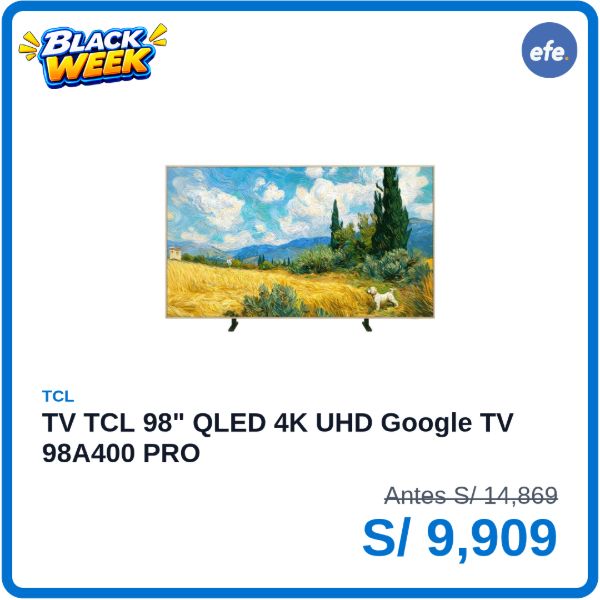 BLACK
WEEK
efe.
TCL
TV TCL 98" QLED 4K UHD Google TV
98A400 PRO
Antes S/ 14,869
S/ 9,909